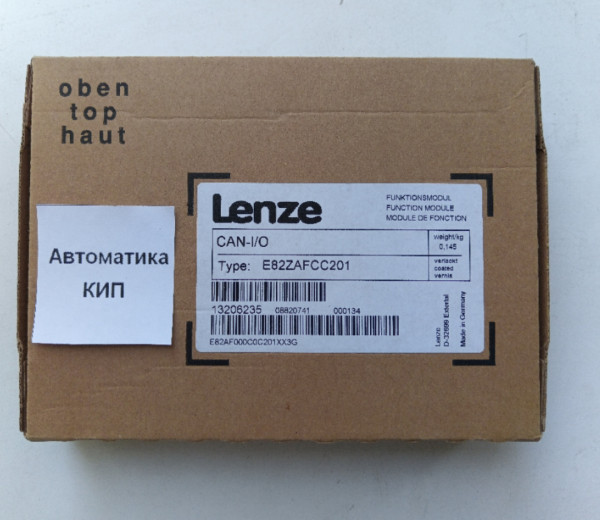 oben
top
haut
Автоматика
КИП
Lenze
FUNKTIONSMODUL
FUNCTION MODULE
MODULE DE FONCTION
CAN-I/O
weight/kg
0,145
Type: E82ZAFCC201
verlackt
coated
vernis
13206235 08820741 000134
E82AF000C0C201XX3G
Lenze
D-32699 Extertal
Made in Germany